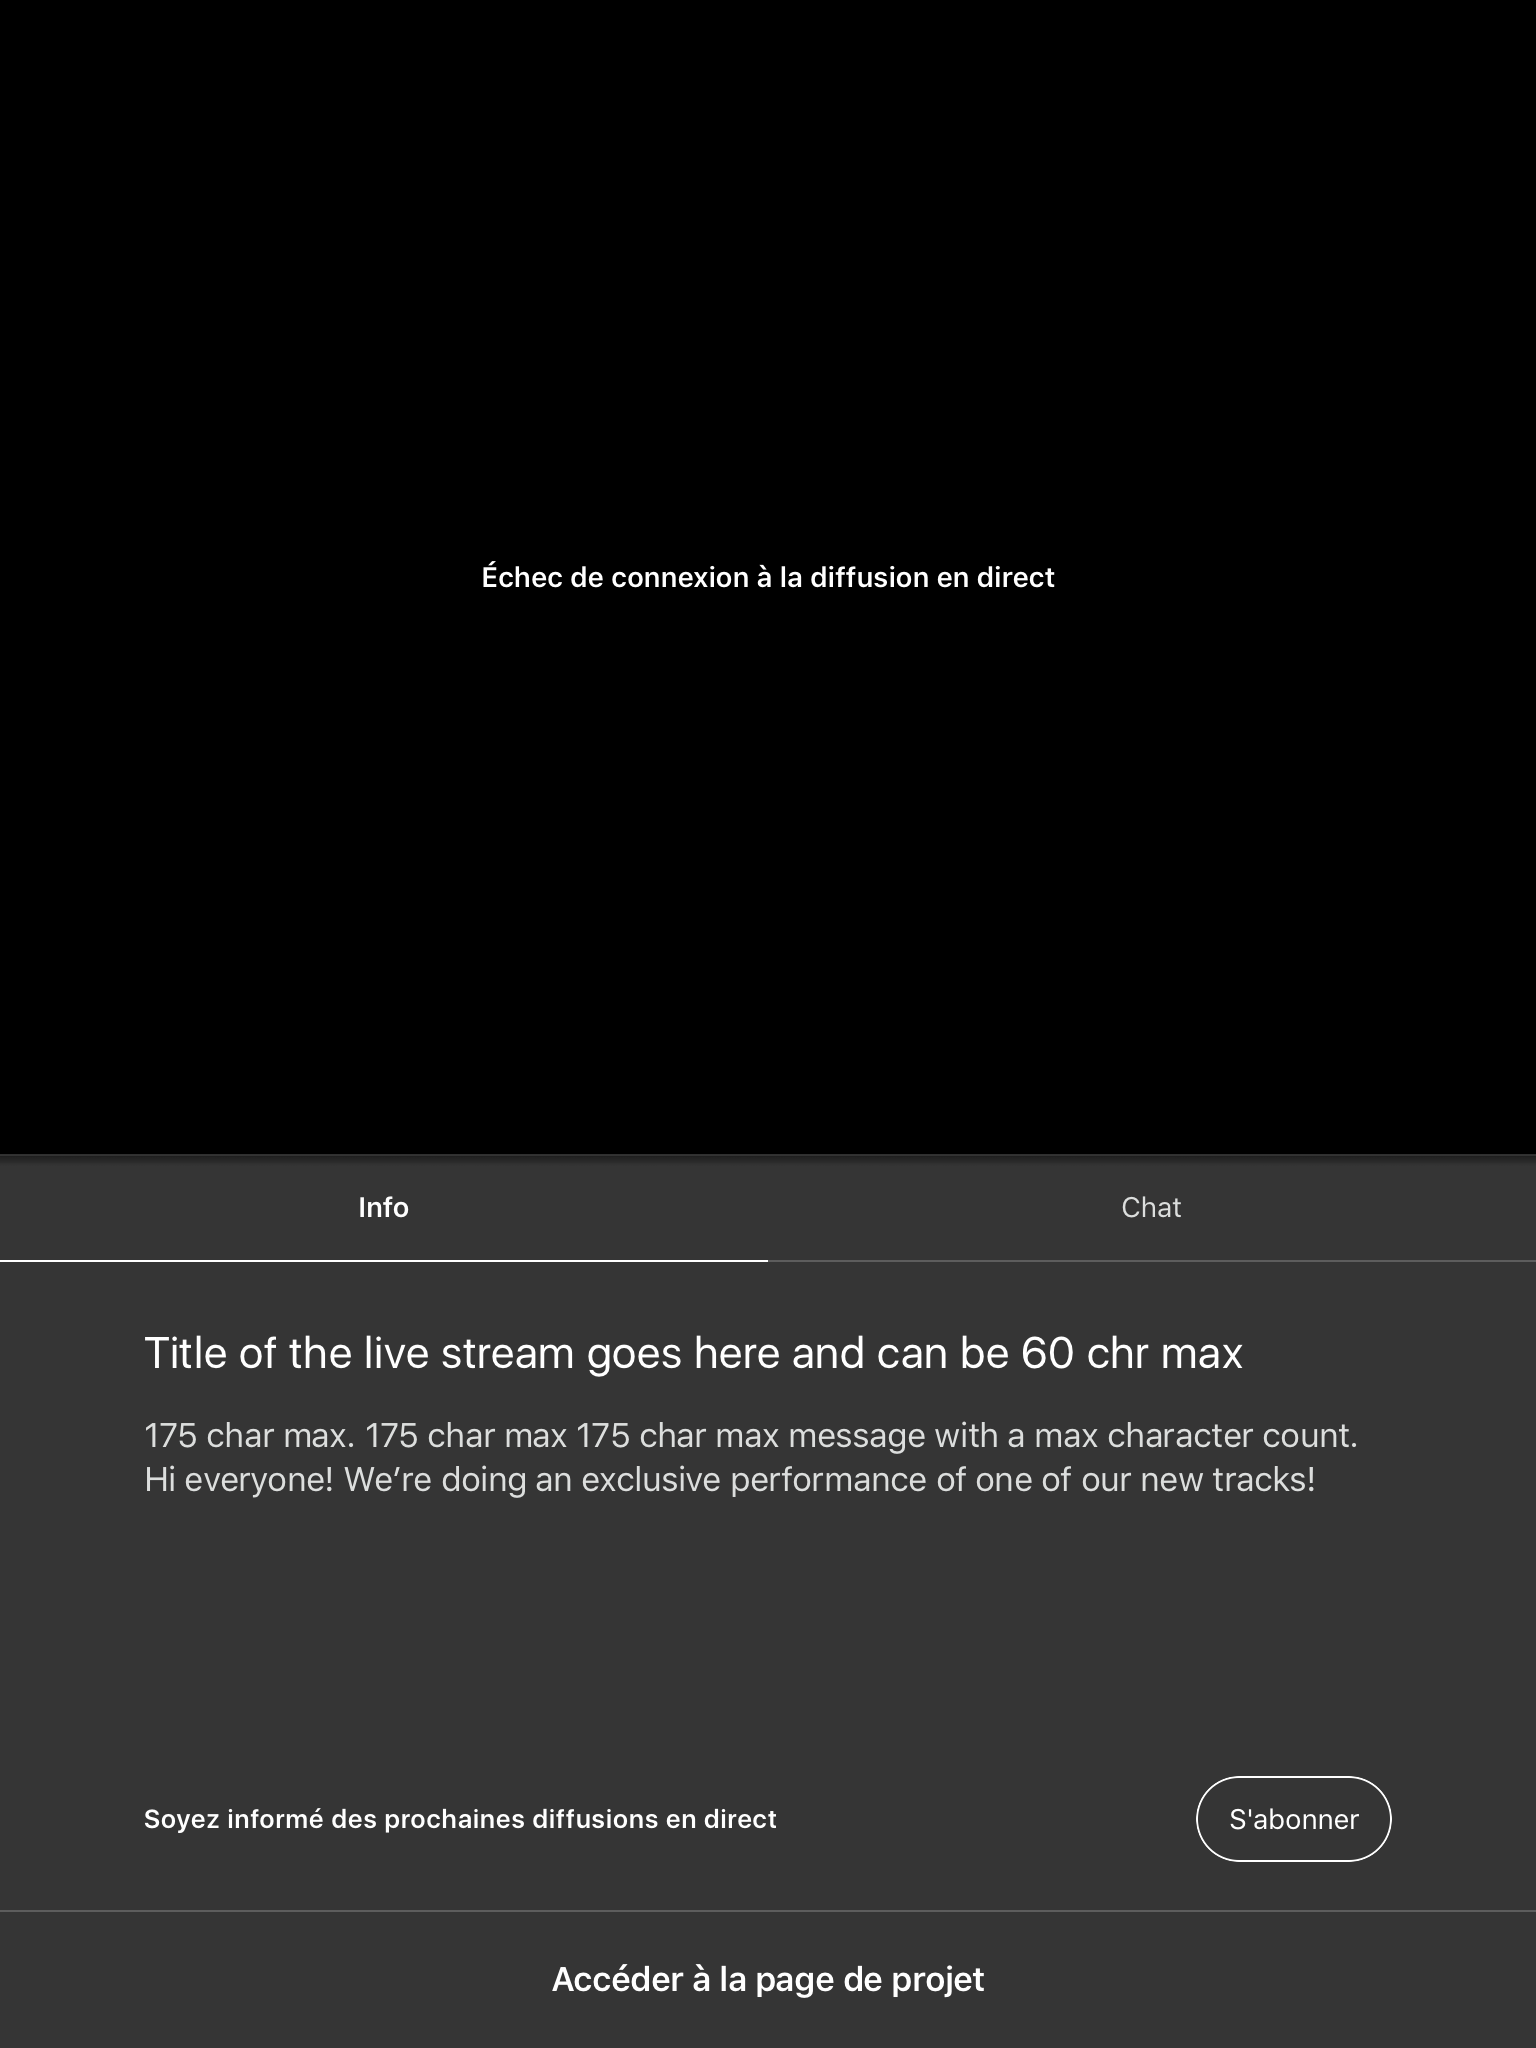 Échec de connexion à la diffusion en direct
Info
Chat
Title of the live stream goes here and can be 60 chr max
175 char max. 175 char max 175 char max message with a max character count.
Hi everyone! We’re doing an exclusive performance of one of our new tracks!
Soyez informé des prochaines diffusions en direct
S'abonner
Accéder à la page de projet